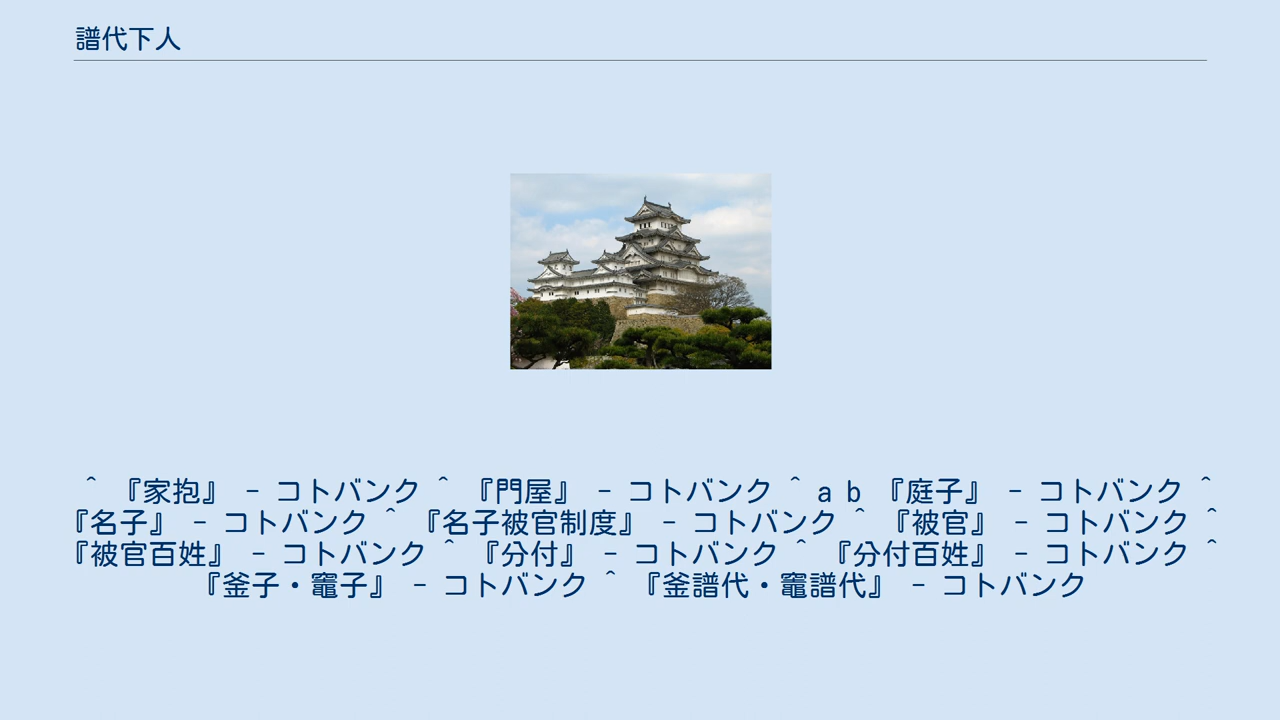 譜代下人
^ 『家抱』 - コトバンク ^ 『門屋』 - コトバンク ^ a b 『庭子』 - コトバンク ^
『名子』 - コトバンク ^ 『名子被官制度』 - コトバンク ^ 『被官』 - コトバンク ^
『被官百姓』 - コトバンク ^ 『分付』 - コトバンク ^ 『分付百姓』 - コトバンク ^
『釜子・竈子』 - コトバンク ^ 『釜譜代・竈譜代』 - コトバンク